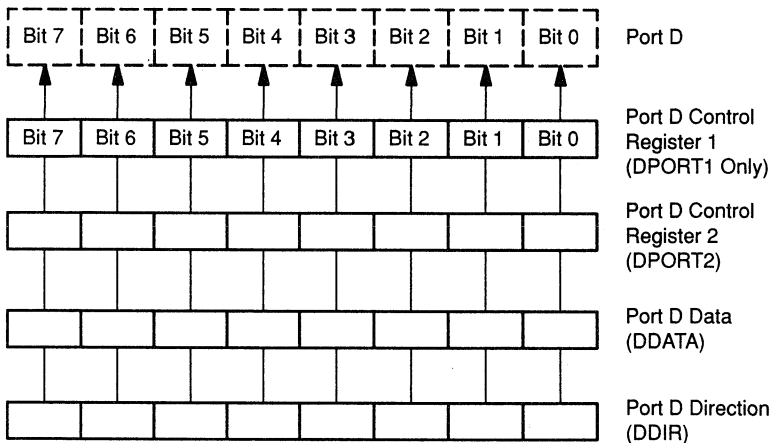 Bit 7 Bit 6 Bit 5 Bit 4 Bit 3 Bit 2 Bit 1 Bit 0 Port D
Bit 7 Bit 6 Bit 5 Bit 4 Bit 3 Bit 2 Bit 1 Bit 0
Port D Control
Register 1
(DPORT1 Only)
Port D Control
Register 2
(DPORT2)
Port D Data
(DDATA)
Port D Direction
(DDIR)